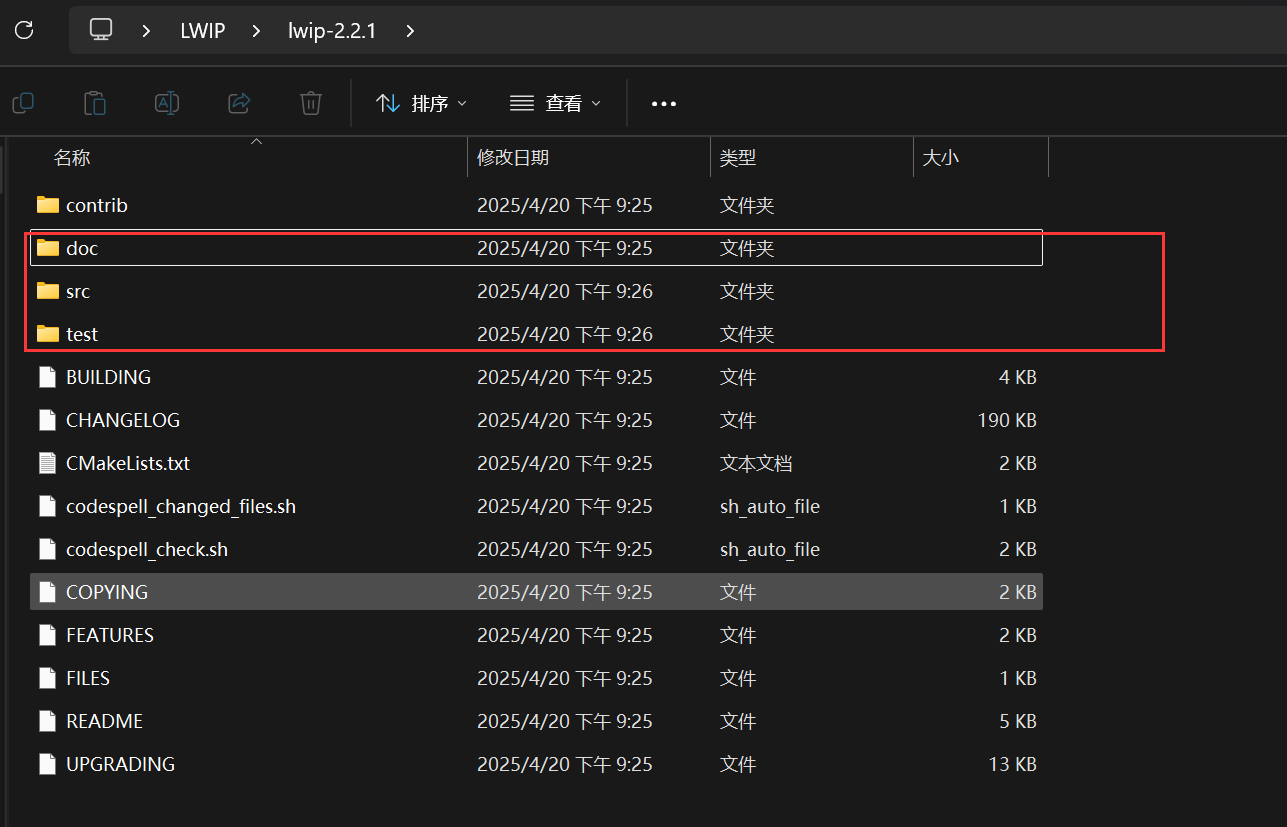 LWIP lwip-2.2.1
排序 查看
名称 修改日期 类型 大小
contrib 2025/4/20 下午 9:25 文件夹
doc 2025/4/20 下午 9:25 文件夹
src 2025/4/20 下午 9:26 文件夹
test 2025/4/20 下午 9:26 文件夹
BUILDING 2025/4/20 下午 9:25 文件 4 KB
CHANGELOG 2025/4/20 下午 9:25 文件 190 KB
CMakeLists.txt 2025/4/20 下午 9:25 文本文档 2 KB
codespell_changed_files.sh 2025/4/20 下午 9:25 sh_auto_file 1 KB
codespell_check.sh 2025/4/20 下午 9:25 sh_auto_file 2 KB
COPYING 2025/4/20 下午 9:25 文件 2 KB
FEATURES 2025/4/20 下午 9:25 文件 2 KB
FILES 2025/4/20 下午 9:25 文件 1 KB
README 2025/4/20 下午 9:25 文件 5 KB
UPGRADING 2025/4/20 下午 9:25 文件 13 KB